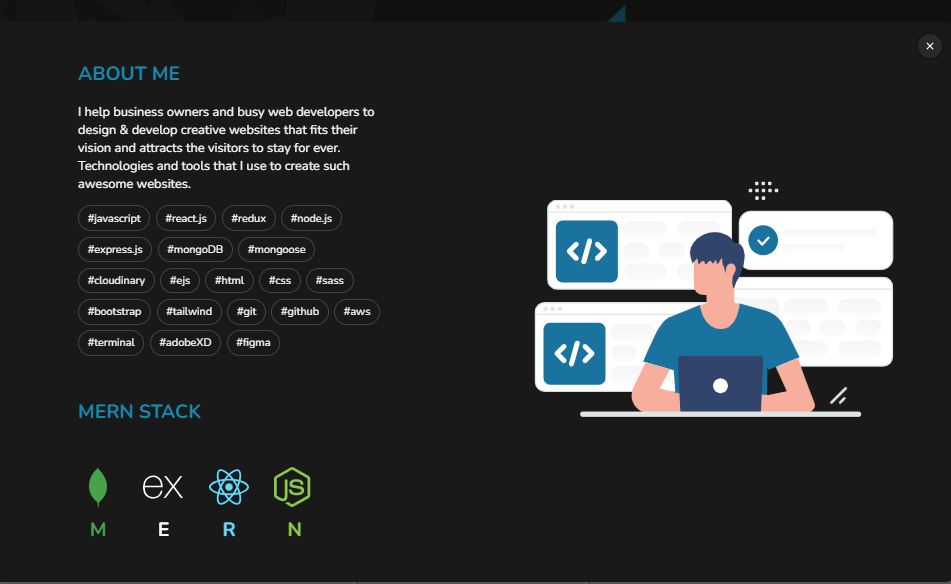 ABOUT ME
I help business owners and busy web developers to
design & develop creative websites that fits their
vision and attracts the visitors to stay for ever.
Technologies and tools that I use to create such
awesome websites.
#javascript #react.js #redux #node.js
#express.js #mongoDB #mongoose
#cloudinary #ejs #html #css #sass
#bootstrap #tailwind #git #github #aws
#terminal #adobeXD #figma
MERN STACK
ex JS
M E R N